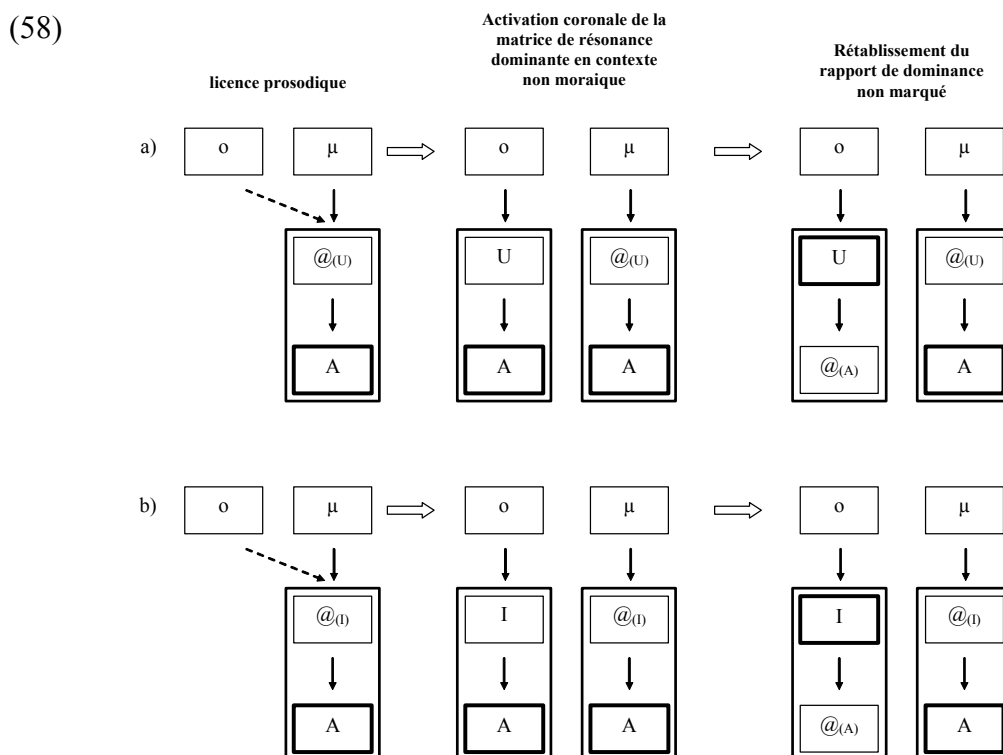 (58)
Activation coronale de la
matrice de résonance
dominante en contexte
non moraique
licence prosodique
Rétablissement du
rapport de dominance
non marqué
a) o µ o µ o µ
@(U) U @(U) U @(U)
A A A @(A) A
b) o µ o µ o µ
@(I) I @(I) I @(I)
A A A @(A) A